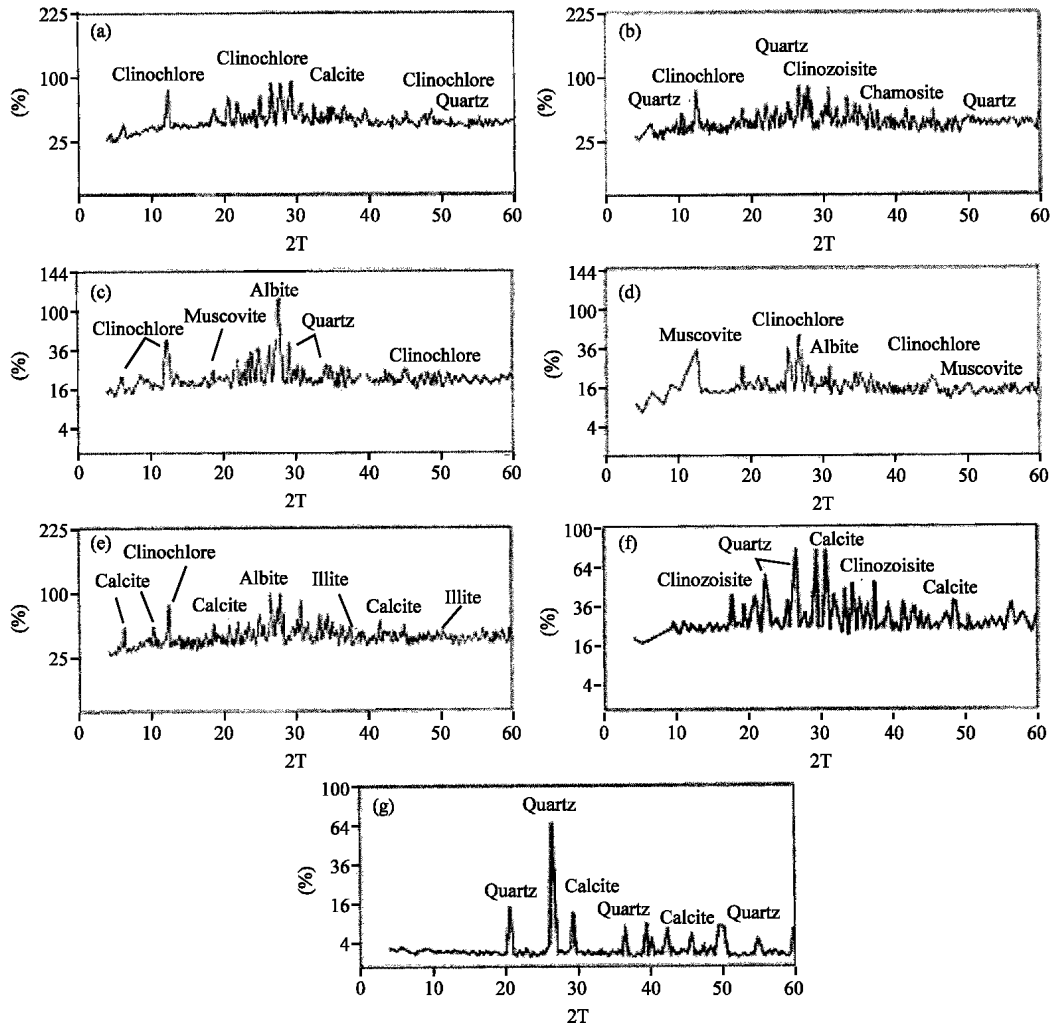 (a)
225
100
25
(%)
Clinochlore
Clinochlore
Calcite
Clinochlore
Quartz
0 10 20 30 40 50 60
2T
(b)
225
100
25
(%)
Quartz
Clinochlore
Quartz
Clinozoisite
Chamosite
Quartz
0 10 20 30 40 50 60
2T
(c)
144
100
36
16
4
(%)
Clinochlore
Muscovite
Albite
Quartz
Clinochlore
0 10 20 30 40 50 60
2T
(d)
144
100
36
16
4
(%)
Muscovite
Clinochlore
Albite
Clinochlore
Muscovite
0 10 20 30 40 50 60
2T
(e)
225
100
25
(%)
Clinochlore
Calcite
Calcite
Albite
Illite
Calcite
Illite
0 10 20 30 40 50 60
2T
(f)
100
64
36
16
4
(%)
Quartz
Clinozoisite
Calcite
Clinozoisite
Calcite
0 10 20 30 40 50 60
2T
(g)
100
64
36
16
4
(%)
Quartz
Quartz
Calcite
Quartz
Calcite
Quartz
0 10 20 30 40 50 60
2T